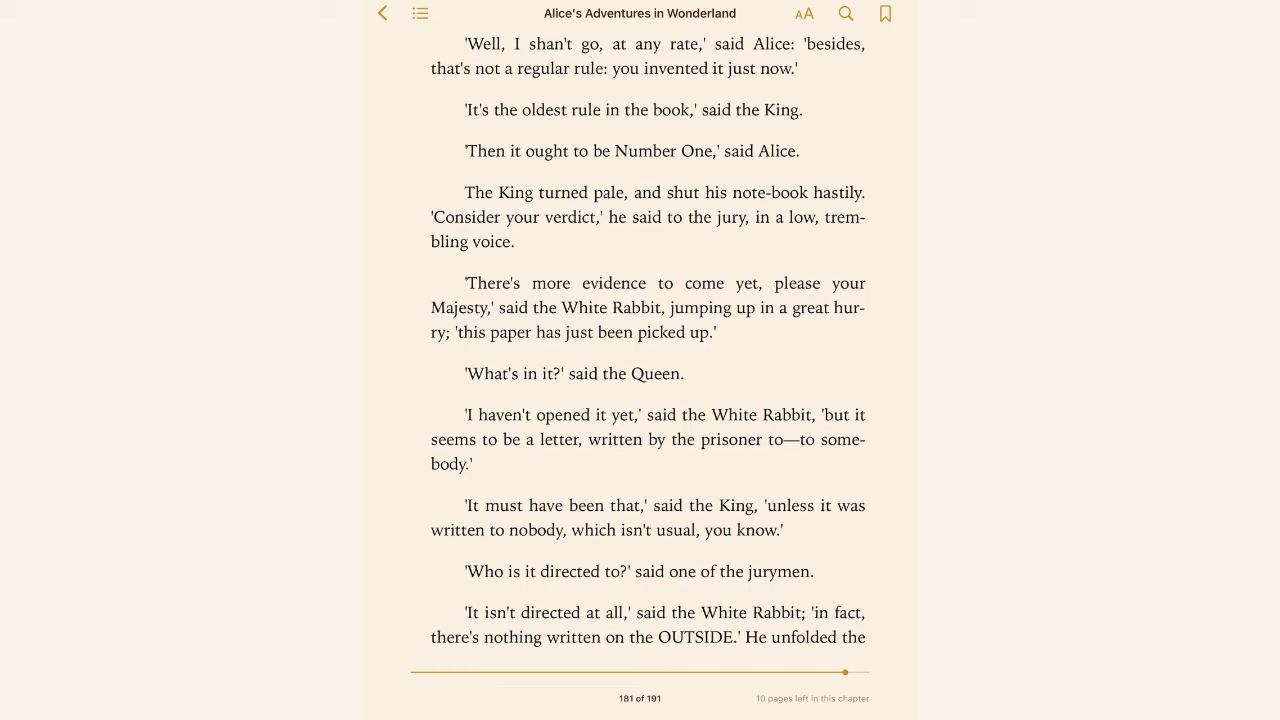 Alice's Adventures in Wonderland
AA
'Well, I shan't go, at any rate,' said Alice: 'besides,
that's not a regular rule: you invented it just now.'
'It's the oldest rule in the book,' said the King.
'Then it ought to be Number One,' said Alice.
The King turned pale, and shut his note-book hastily.
'Consider your verdict,' he said to the jury, in a low, trem-
bling voice.
'There's more evidence to come yet, please your
Majesty,' said the White Rabbit, jumping up in a great hur-
ry; 'this paper has just been picked up.'
'What's in it?' said the Queen.
'I haven't opened it yet,' said the White Rabbit, 'but it
seems to be a letter, written by the prisoner to—to some-
body.'
'It must have been that,' said the King, 'unless it was
written to nobody, which isn't usual, you know.'
'Who is it directed to?' said one of the jurymen.
'It isn't directed at all,' said the White Rabbit; 'in fact,
there's nothing written on the OUTSIDE.' He unfolded the
181 of 191
10 pages left in this chapter